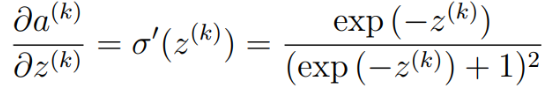 ∂a^{(k)}/∂z^{(k)} = σ′(z^{(k)}) = exp (−z^{(k)})/(exp (−z^{(k)}) + 1)^2